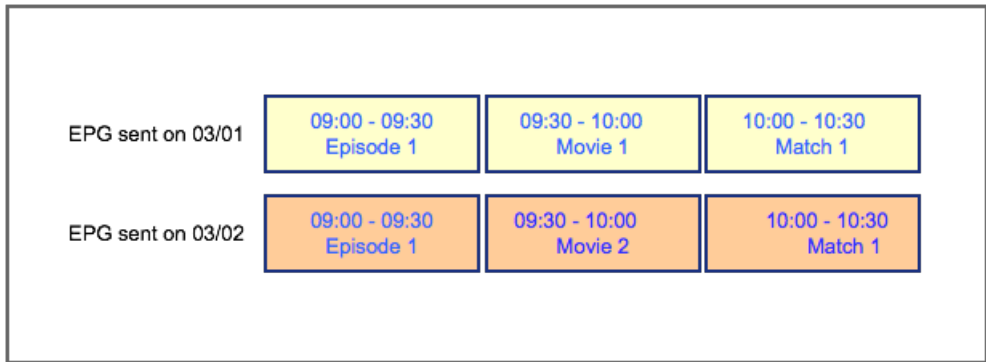 EPG sent on 03/01
09:00 - 09:30
Episode 1
09:30 - 10:00
Movie 1
10:00 - 10:30
Match 1
EPG sent on 03/02
09:00 - 09:30
Episode 1
09:30 - 10:00
Movie 2
10:00 - 10:30
Match 1